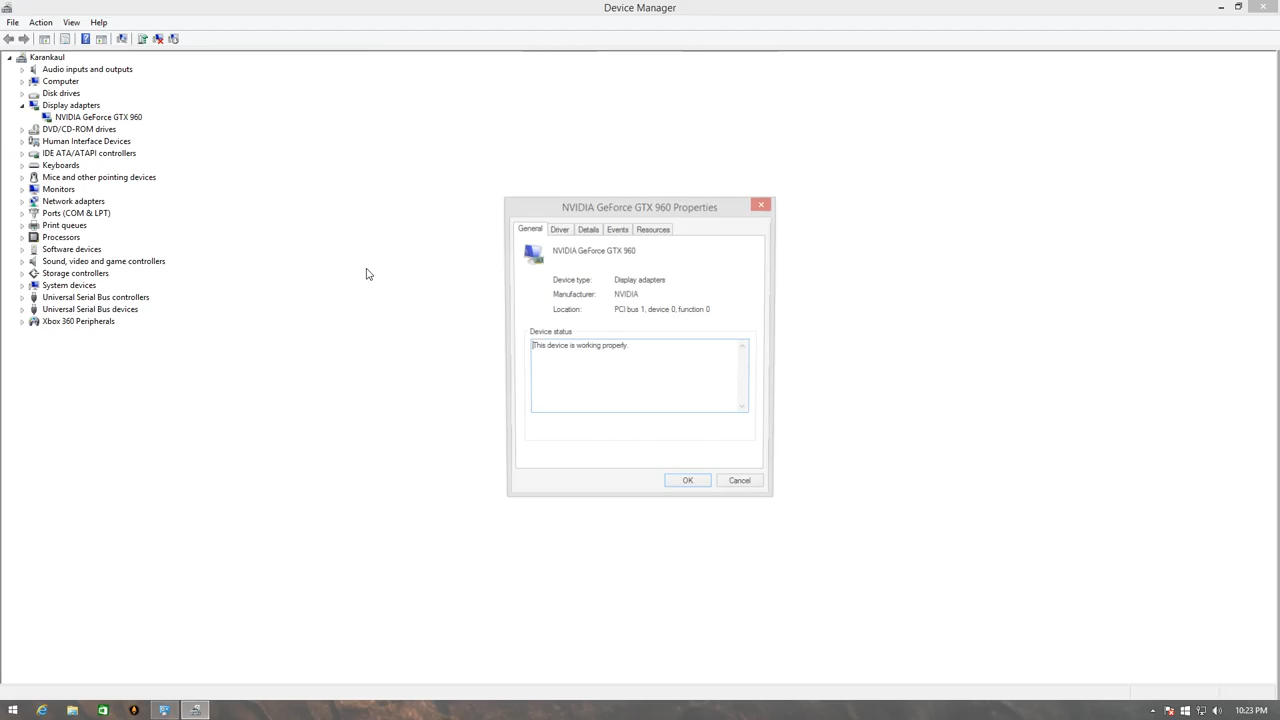 Device Manager
File Action View Help
Karankaul
Audio inputs and outputs
Computer
Disk drives
Display adapters
NVIDIA GeForce GTX 960
DVD/CD-ROM drives
Human Interface Devices
IDE ATA/ATAPI controllers
Keyboards
Mice and other pointing devices
Monitors
Network adapters
Ports (COM & LPT)
Print queues
Processors
Software devices
Sound, video and game controllers
Storage controllers
System devices
Universal Serial Bus controllers
Universal Serial Bus devices
Xbox 360 Peripherals
NVIDIA GeForce GTX 960 Properties
General Driver Details Events Resources
NVIDIA GeForce GTX 960
Device type: Display adapters
Manufacturer: NVIDIA
Location: PCI bus 1, device 0, function 0
Device status
This device is working properly.
OK Cancel
10:23 PM